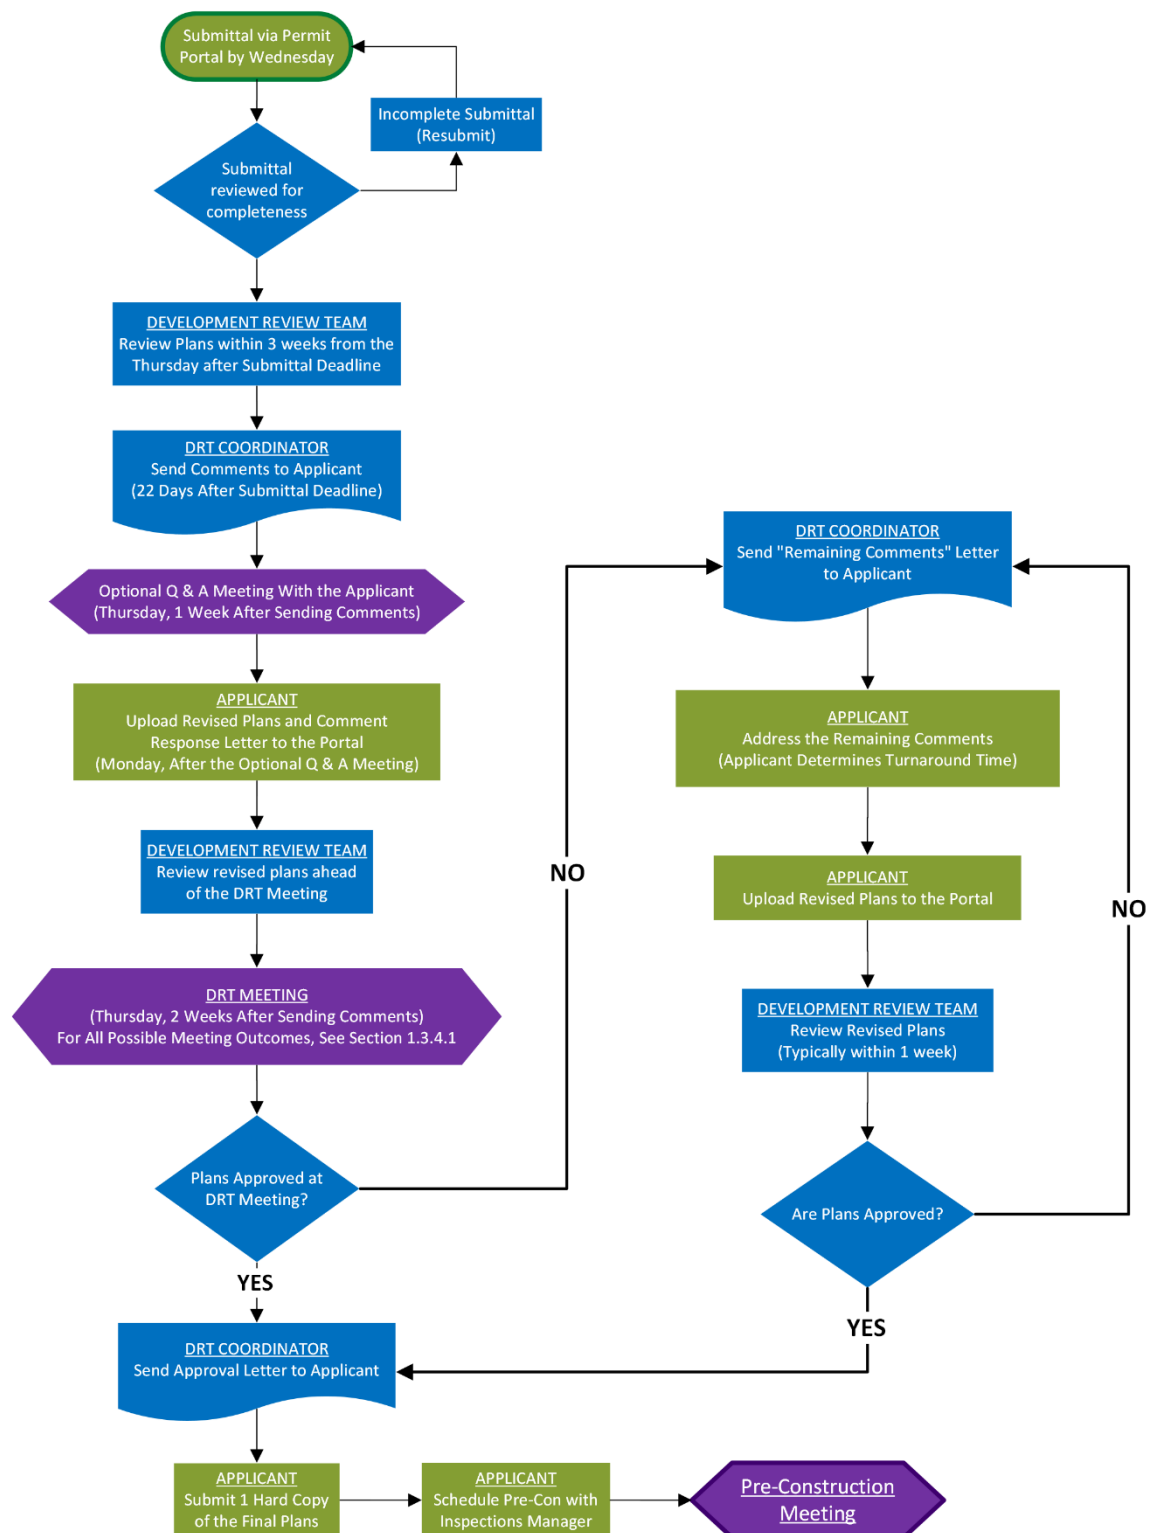 Submittal via Permit
Portal by Wednesday
Incomplete Submittal
(Resubmit)
Submittal
reviewed for
completeness
DEVELOPMENT REVIEW TEAM
Review Plans within 3 weeks from the
Thursday after Submittal Deadline
DRT COORDINATOR
Send Comments to Applicant
(22 Days After Submittal Deadline)
Optional Q & A Meeting With the Applicant
(Thursday, 1 Week After Sending Comments)
APPLICANT
Upload Revised Plans and Comment
Response Letter to the Portal
(Monday, After the Optional Q & A Meeting)
DEVELOPMENT REVIEW TEAM
Review revised plans ahead
of the DRT Meeting
DRT MEETING
(Thursday, 2 Weeks After Sending Comments)
For All Possible Meeting Outcomes, See Section 1.3.4.1
Plans Approved at
DRT Meeting?
NO
YES
DRT COORDINATOR
Send "Remaining Comments" Letter
to Applicant
APPLICANT
Address the Remaining Comments
(Applicant Determines Turnaround Time)
APPLICANT
Upload Revised Plans to the Portal
DEVELOPMENT REVIEW TEAM
Review Revised Plans
(Typically within 1 week)
Are Plans Approved?
NO
YES
DRT COORDINATOR
Send Approval Letter to Applicant
APPLICANT
Submit 1 Hard Copy
of the Final Plans
APPLICANT
Schedule Pre-Con with
Inspections Manager
Pre-Construction
Meeting